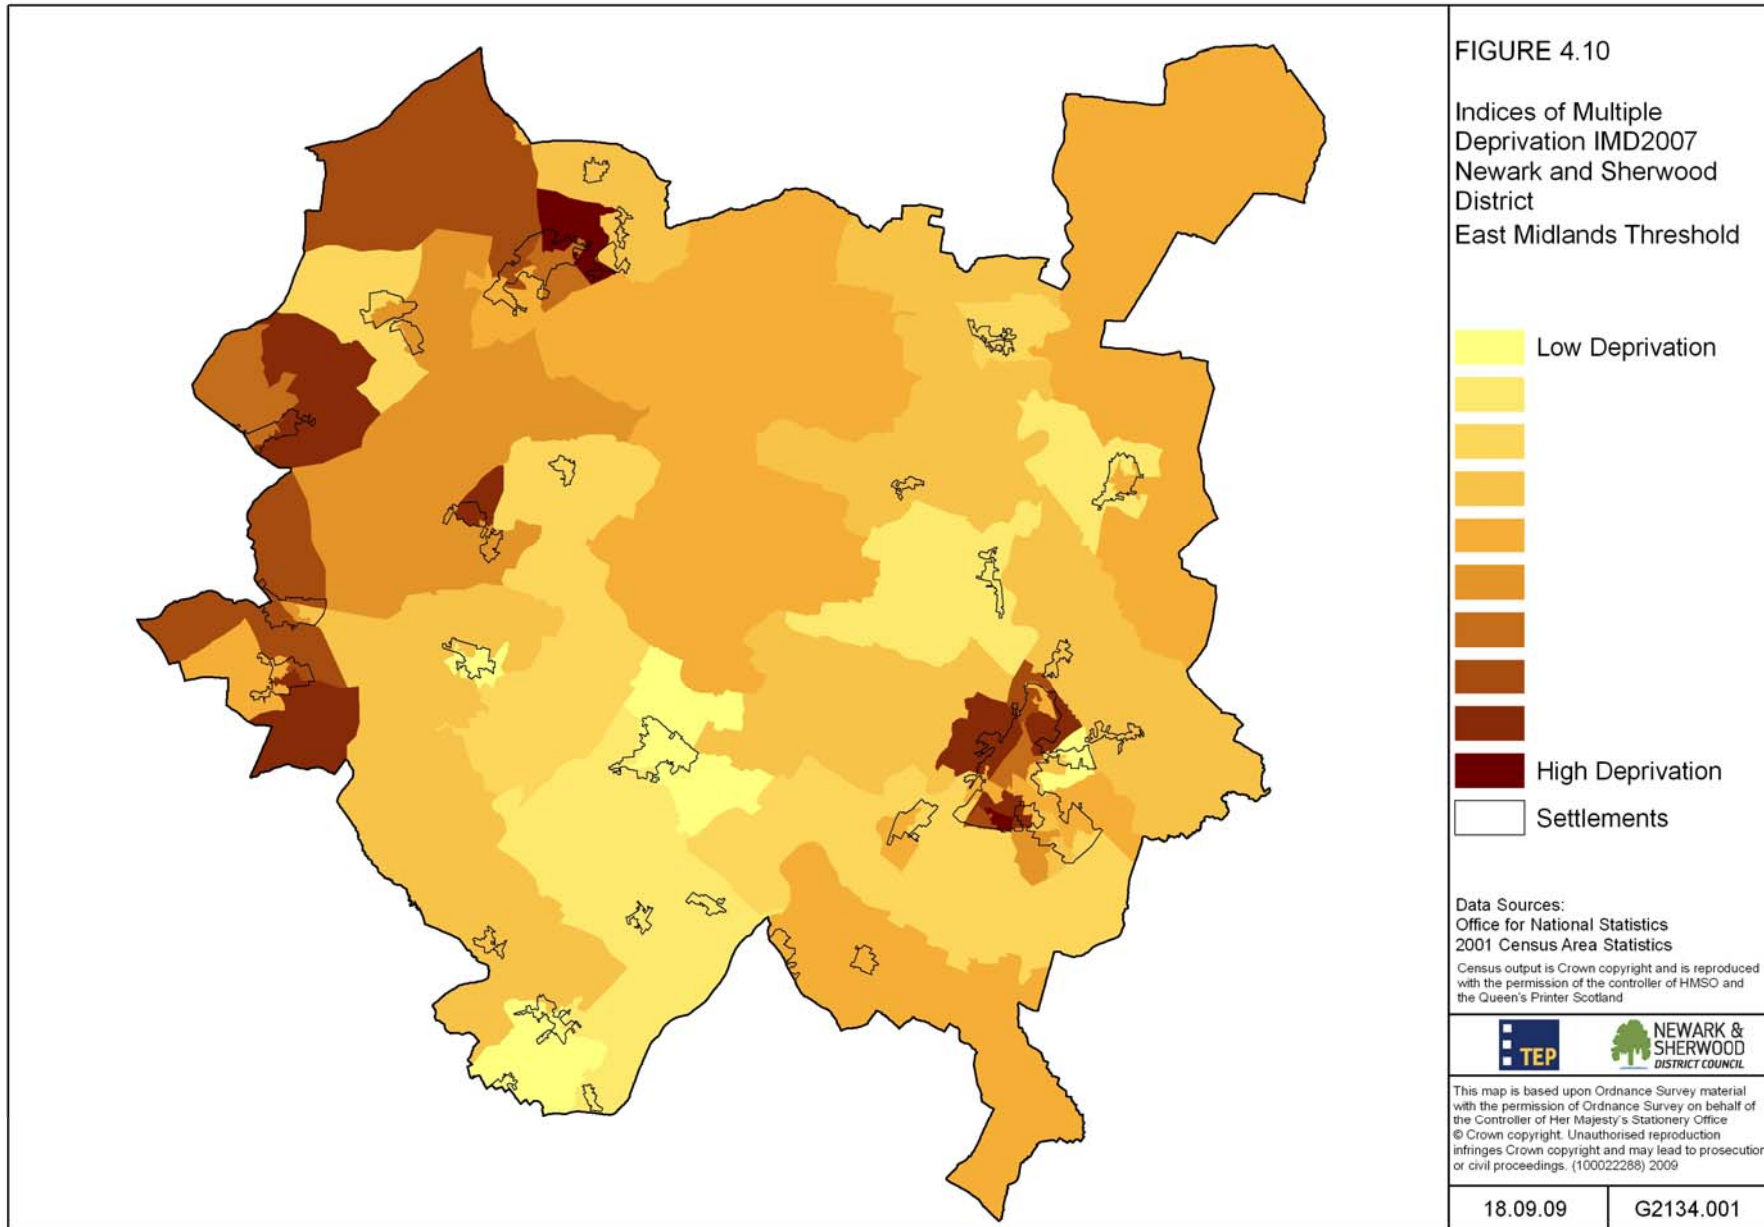 FIGURE 4.10
Indices of Multiple
Deprivation IMD2007
Newark and Sherwood
District
East Midlands Threshold
Low Deprivation
High Deprivation
Settlements
Data Sources:
Office for National Statistics
2001 Census Area Statistics
Census output is Crown copyright and is reproduced
with the permission of the controller of HMSO and
the Queen's Printer Scotland
TEP
NEWARK &
SHERWOOD
DISTRICT COUNCIL
This map is based upon Ordnance Survey material
with the permission of Ordnance Survey on behalf of
the Controller of Her Majesty's Stationery Office
© Crown copyright. Unauthorised reproduction
infringes Crown copyright and may lead to prosecution
or civil proceedings. (100022288) 2009
18.09.09
G2134.001